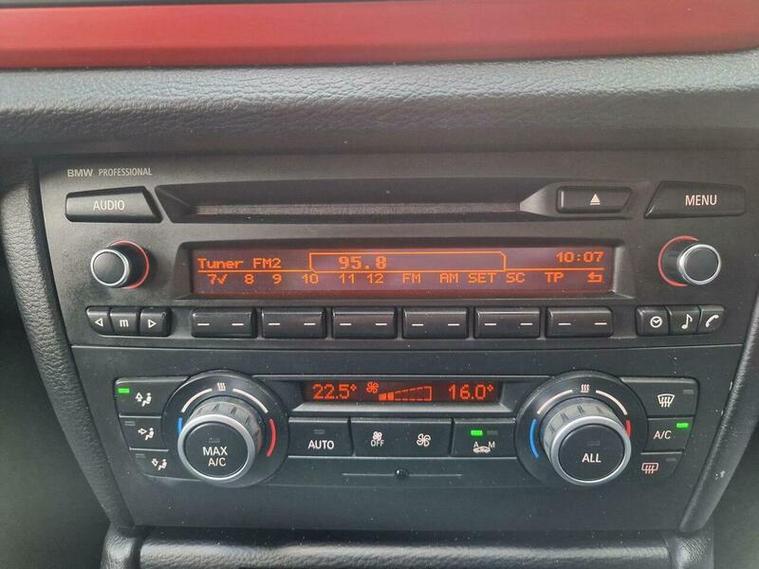 BMW PROFESSIONAL
AUDIO
MENU
Tuner FM2 95.8 10:07
7✓ 8 9 10 11 12 FM AM SET SC TP
m
22.5° 16.0°
MAX A/C
AUTO
OFF
A M
ALL
A/C